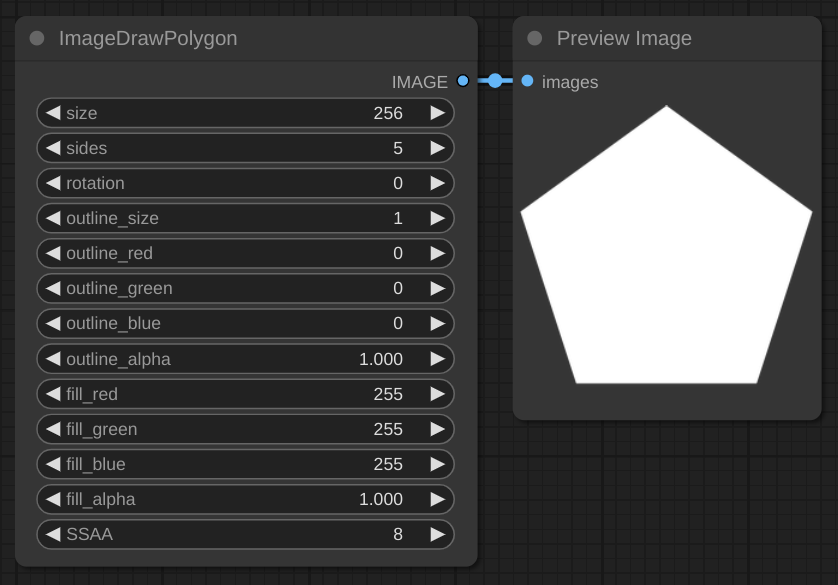 ImageDrawPolygon
IMAGE
size 256
sides 5
rotation 0
outline_size 1
outline_red 0
outline_green 0
outline_blue 0
outline_alpha 1.000
fill_red 255
fill_green 255
fill_blue 255
fill_alpha 1.000
SSAA 8
Preview Image
images